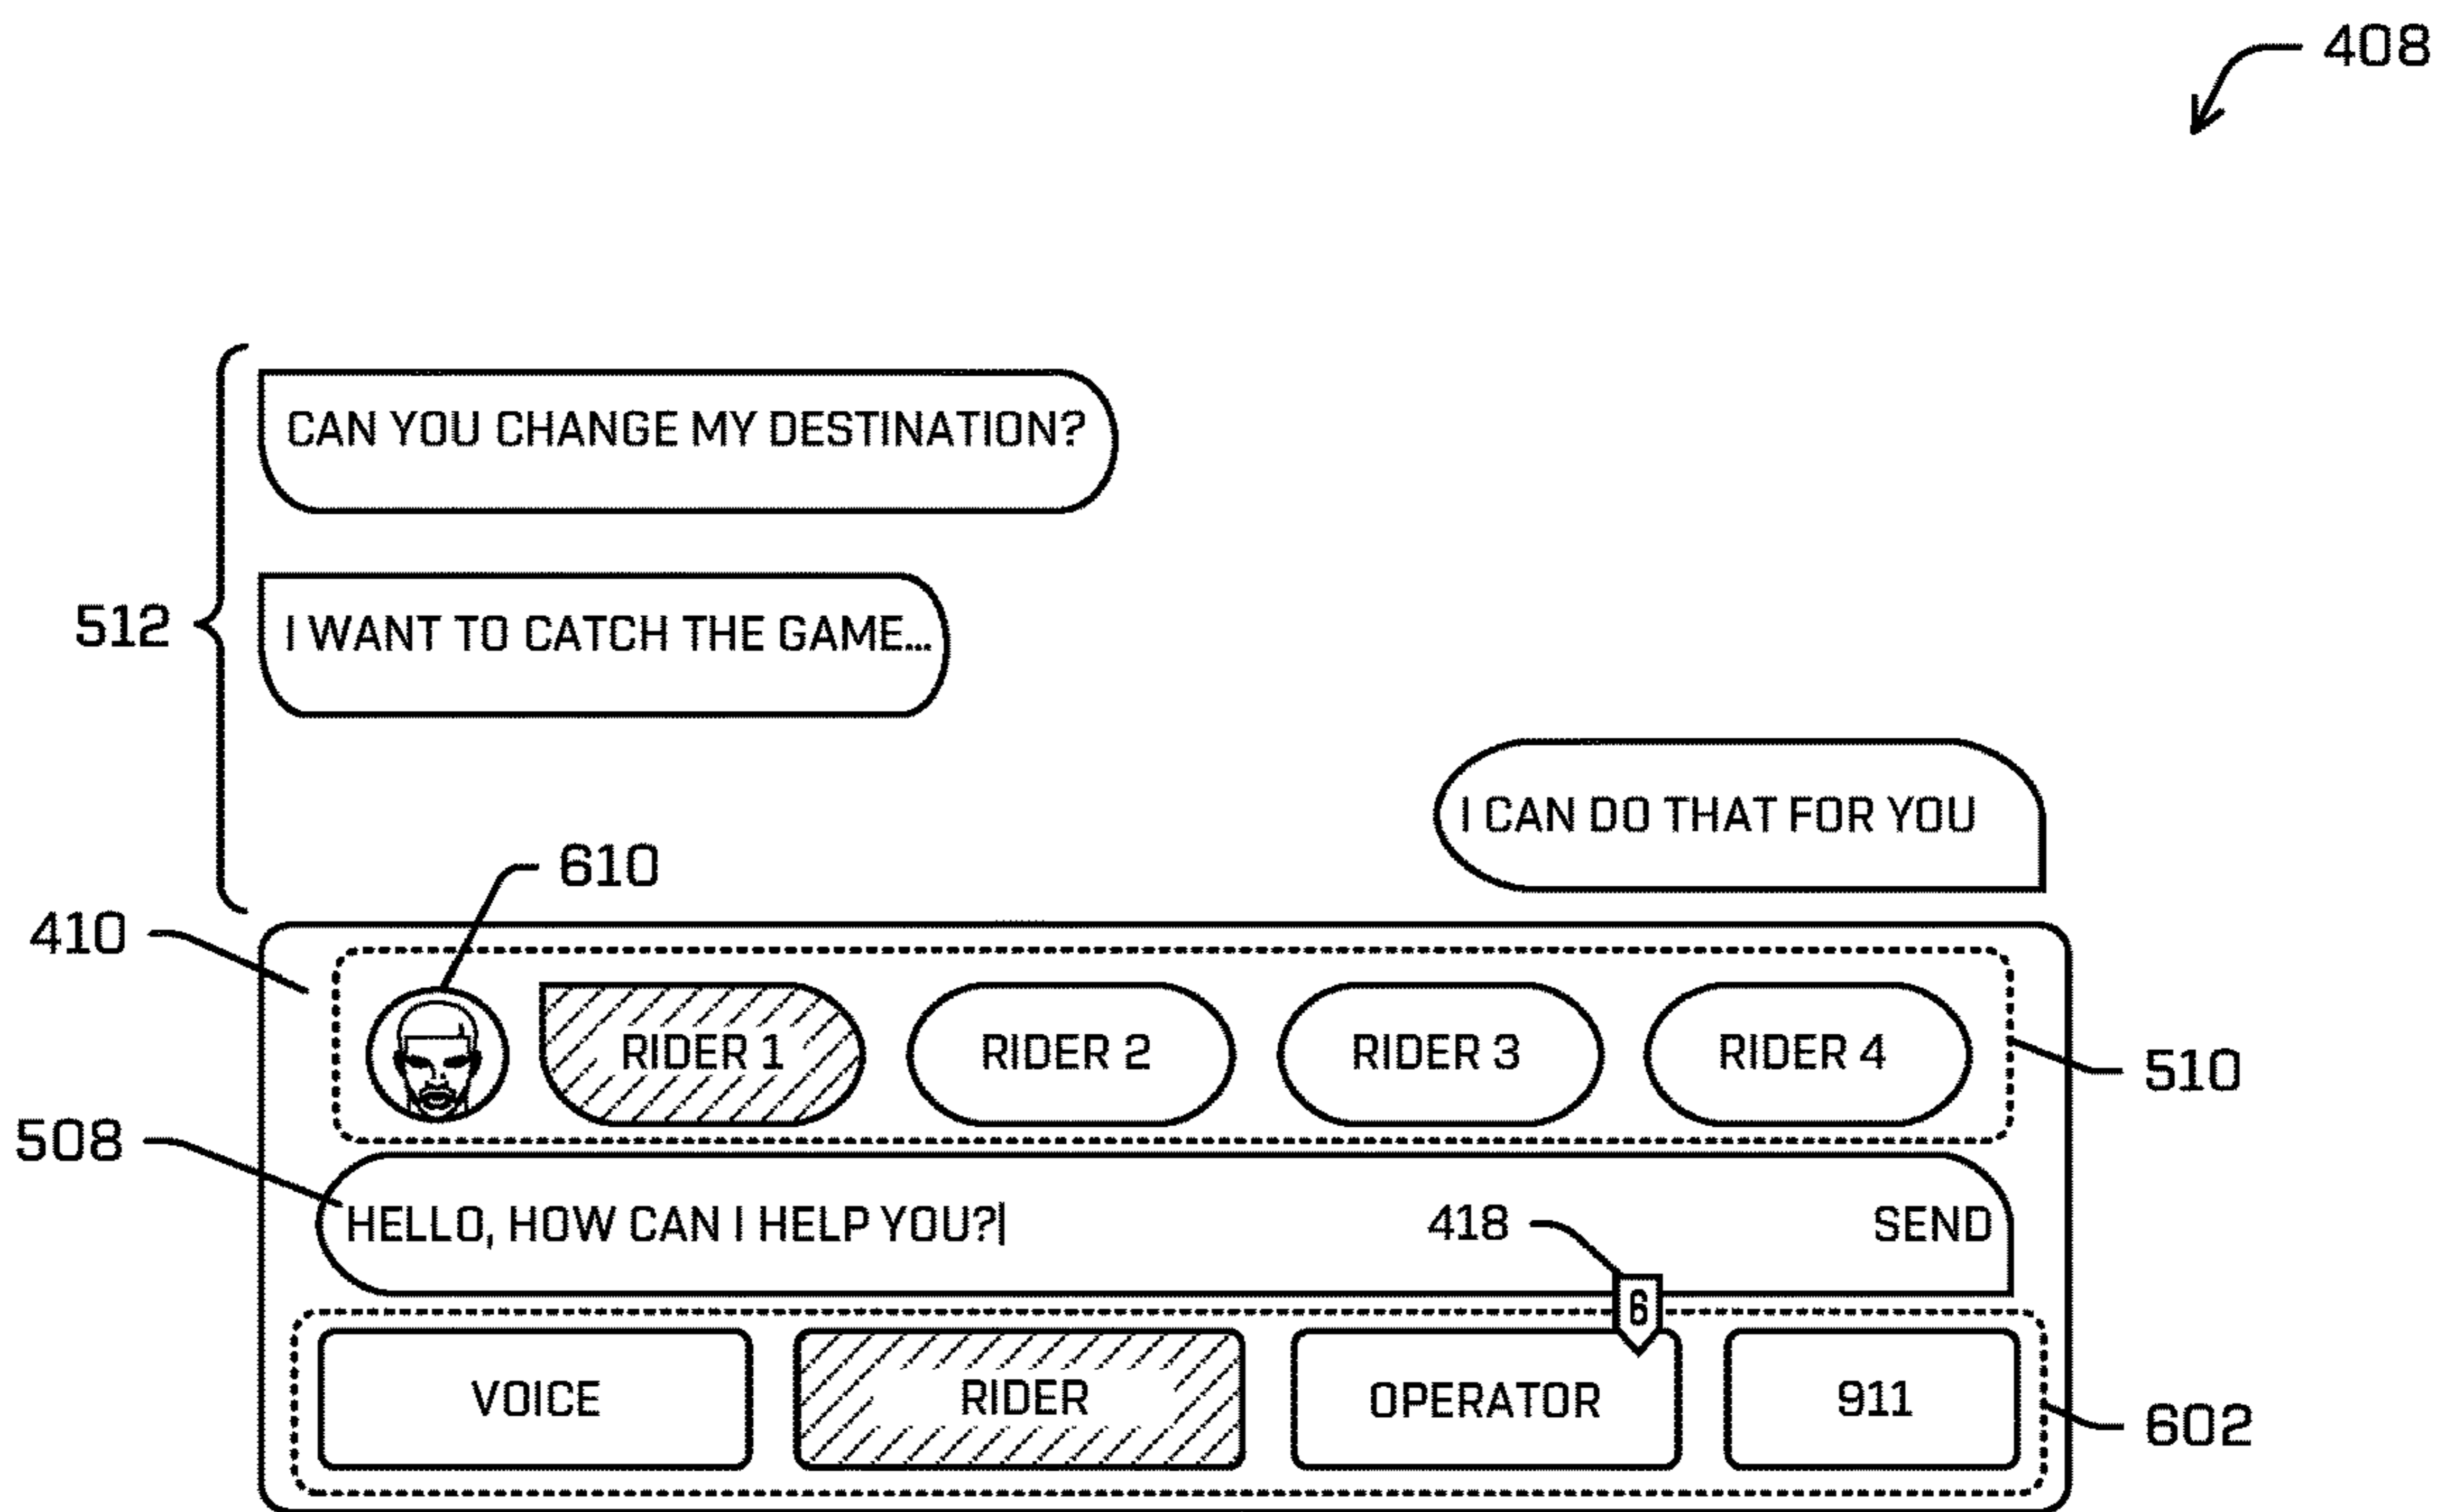 408
CAN YOU CHANGE MY DESTINATION?
512
I WANT TO CATCH THE GAME...
I CAN DO THAT FOR YOU
610
410
RIDER 1
RIDER 2
RIDER 3
RIDER 4
510
508
HELLO, HOW CAN I HELP YOU?|
418
SEND
6
VOICE
RIDER
OPERATOR
911
602